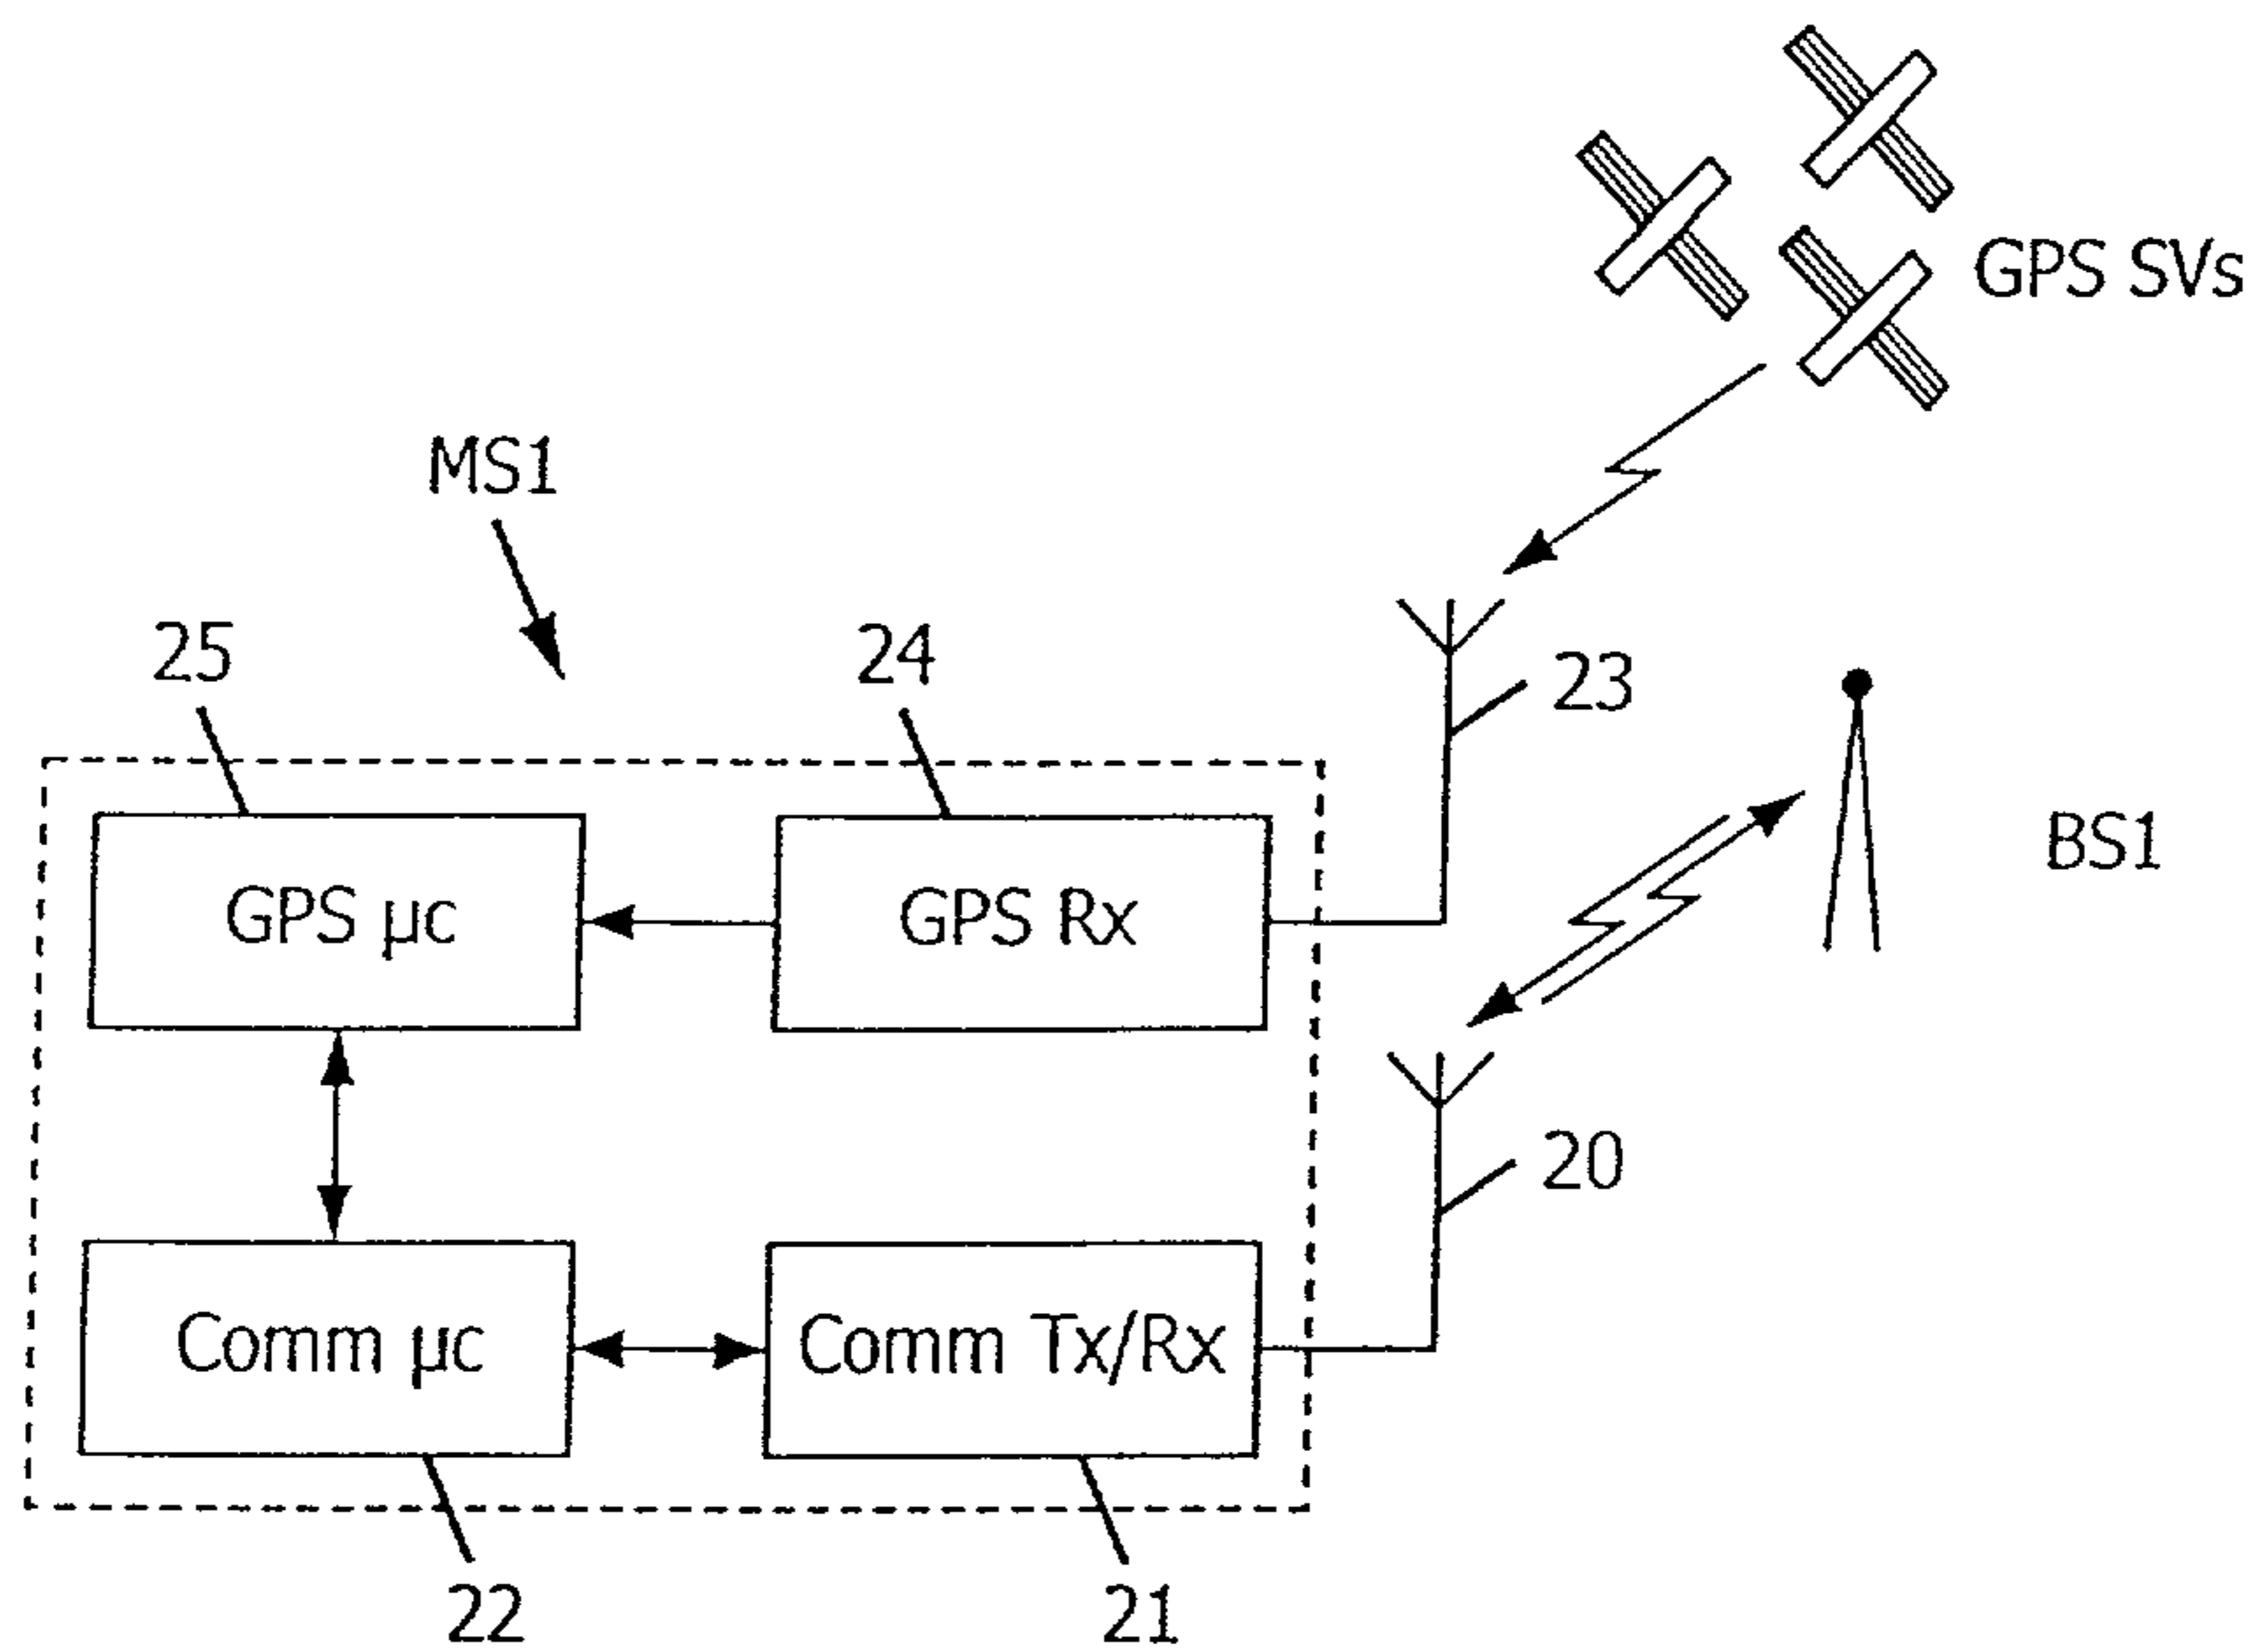 GPS SVs
MS1
25
24
23
GPS µc
GPS Rx
BS1
20
Comm µc
Comm Tx/Rx
22
21